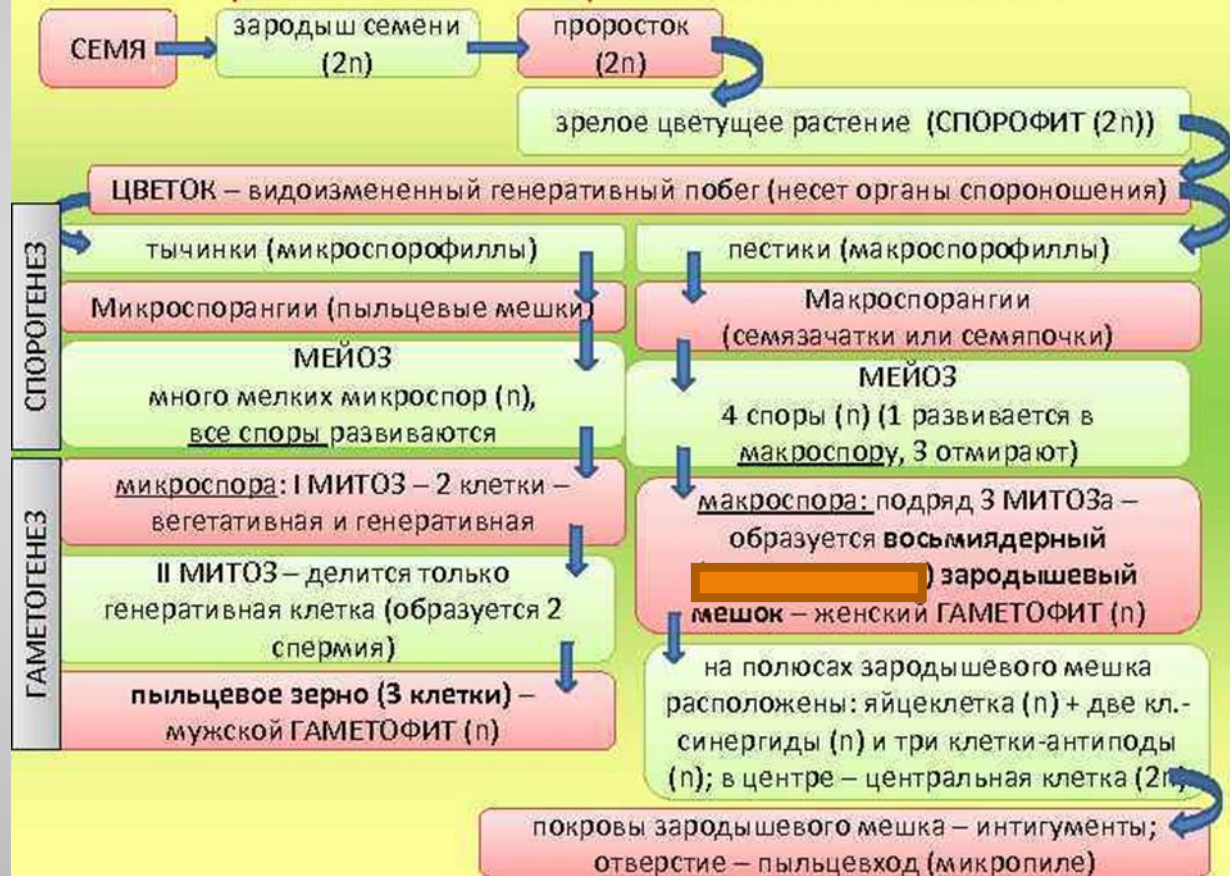 СЕМЯ
зародыш семени
(2n)
проросток
(2n)
зрелое цветущее растение (СПОРОФИТ (2n))
ЦВЕТОК – видоизмененный генеративный побег (несет органы спороношения)
СПОРОГЕНЕЗ
тычинки (микроспорофиллы)
Микроспорангии (пыльцевые мешки)
МЕЙОЗ
много мелких микроспор (n),
все споры развиваются
пестики (макроспорофиллы)
Макроспорангии
(семязачатки или семяпочки)
МЕЙОЗ
4 споры (n) (1 развивается в
макроспору, 3 отмирают)
ГАМЕТОГЕНЕЗ
микроспора: I МИТОЗ – 2 клетки –
вегетативная и генеративная
II МИТОЗ – делится только
генеративная клетка (образуется 2
спермия)
пыльцевое зерно (3 клетки) –
мужской ГАМЕТОФИТ (n)
макроспора: подряд 3 МИТОЗа –
образуется восьмиядерный
) зародышевый
мешок – женский ГАМЕТОФИТ (n)
на полюсах зародышевого мешка
расположены: яйцеклетка (n) + две кл.-
синергиды (n) и три клетки-антиподы
(n); в центре – центральная клетка (2n)
покровы зародышевого мешка – интигументы;
отверстие – пыльцевход (микропиле)